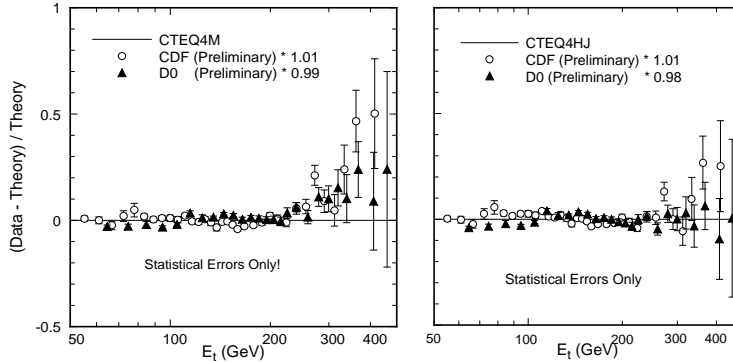 1
0.5
0
-0.5
(Data - Theory) / Theory
CTEQ4M
CDF (Preliminary) * 1.01
D0 (Preliminary) * 0.99
Statistical Errors Only!
50
100
200
300
400
Et (GeV)
CTEQ4HJ
CDF (Preliminary) * 1.01
D0 (Preliminary) * 0.98
Statistical Errors Only
50
100
200
300
400
Et (GeV)